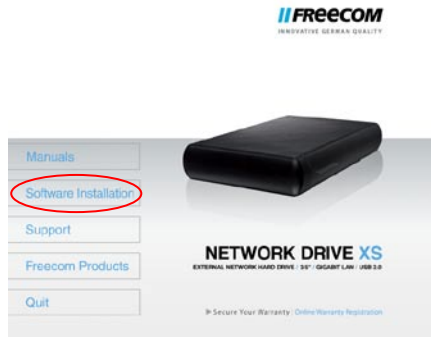 FREECOM
INNOVATIVE GERMAN QUALITY
Manuals
Software Installation
Support
Freecom Products
Quit
NETWORK DRIVE XS
EXTERNAL NETWORK HARD DRIVE / 3.5" / GIGABIT LAN / USB 2.0
Secure Your Warranty Online Warranty Registration